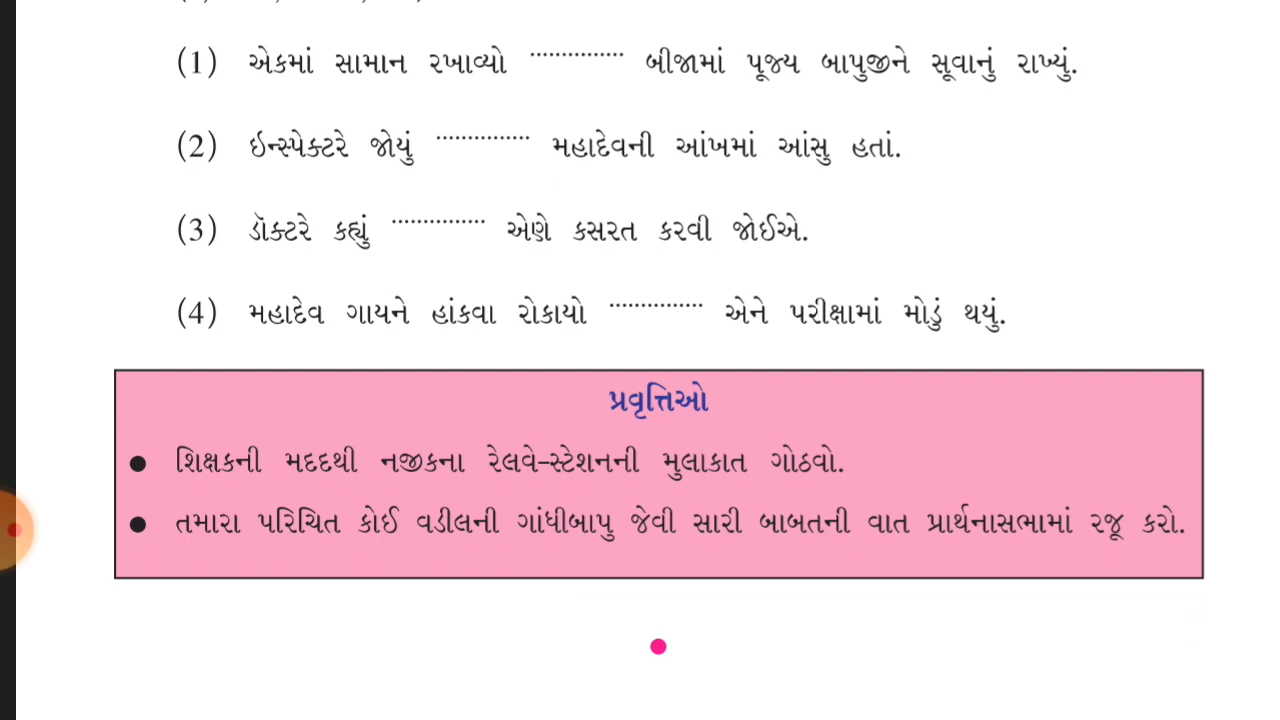 (1) એકમાં સામાન રખાવ્યો ............... બીજામાં પૂજ્ય બાપુજીને સૂવાનું રાખ્યું.
(2) ઇન્સ્પેક્ટરે જોયું ............... મહાદેવની આંખમાં આંસુ હતાં.
(3) ડૉક્ટરે કહ્યું ............... એણે કસરત કરવી જોઈએ.
(4) મહાદેવ ગાયને હાંકવા રોકાયો ............... એને પરીક્ષામાં મોડું થયું.
પ્રવૃત્તિઓ
● શિક્ષકની મદદથી નજીકના રેલવે-સ્ટેશનની મુલાકાત ગોઠવો.
● તમારા પરિચિત કોઈ વડીલની ગાંધીબાપુ જેવી સારી બાબતની વાત પ્રાર્થનાસભામાં રજૂ કરો.